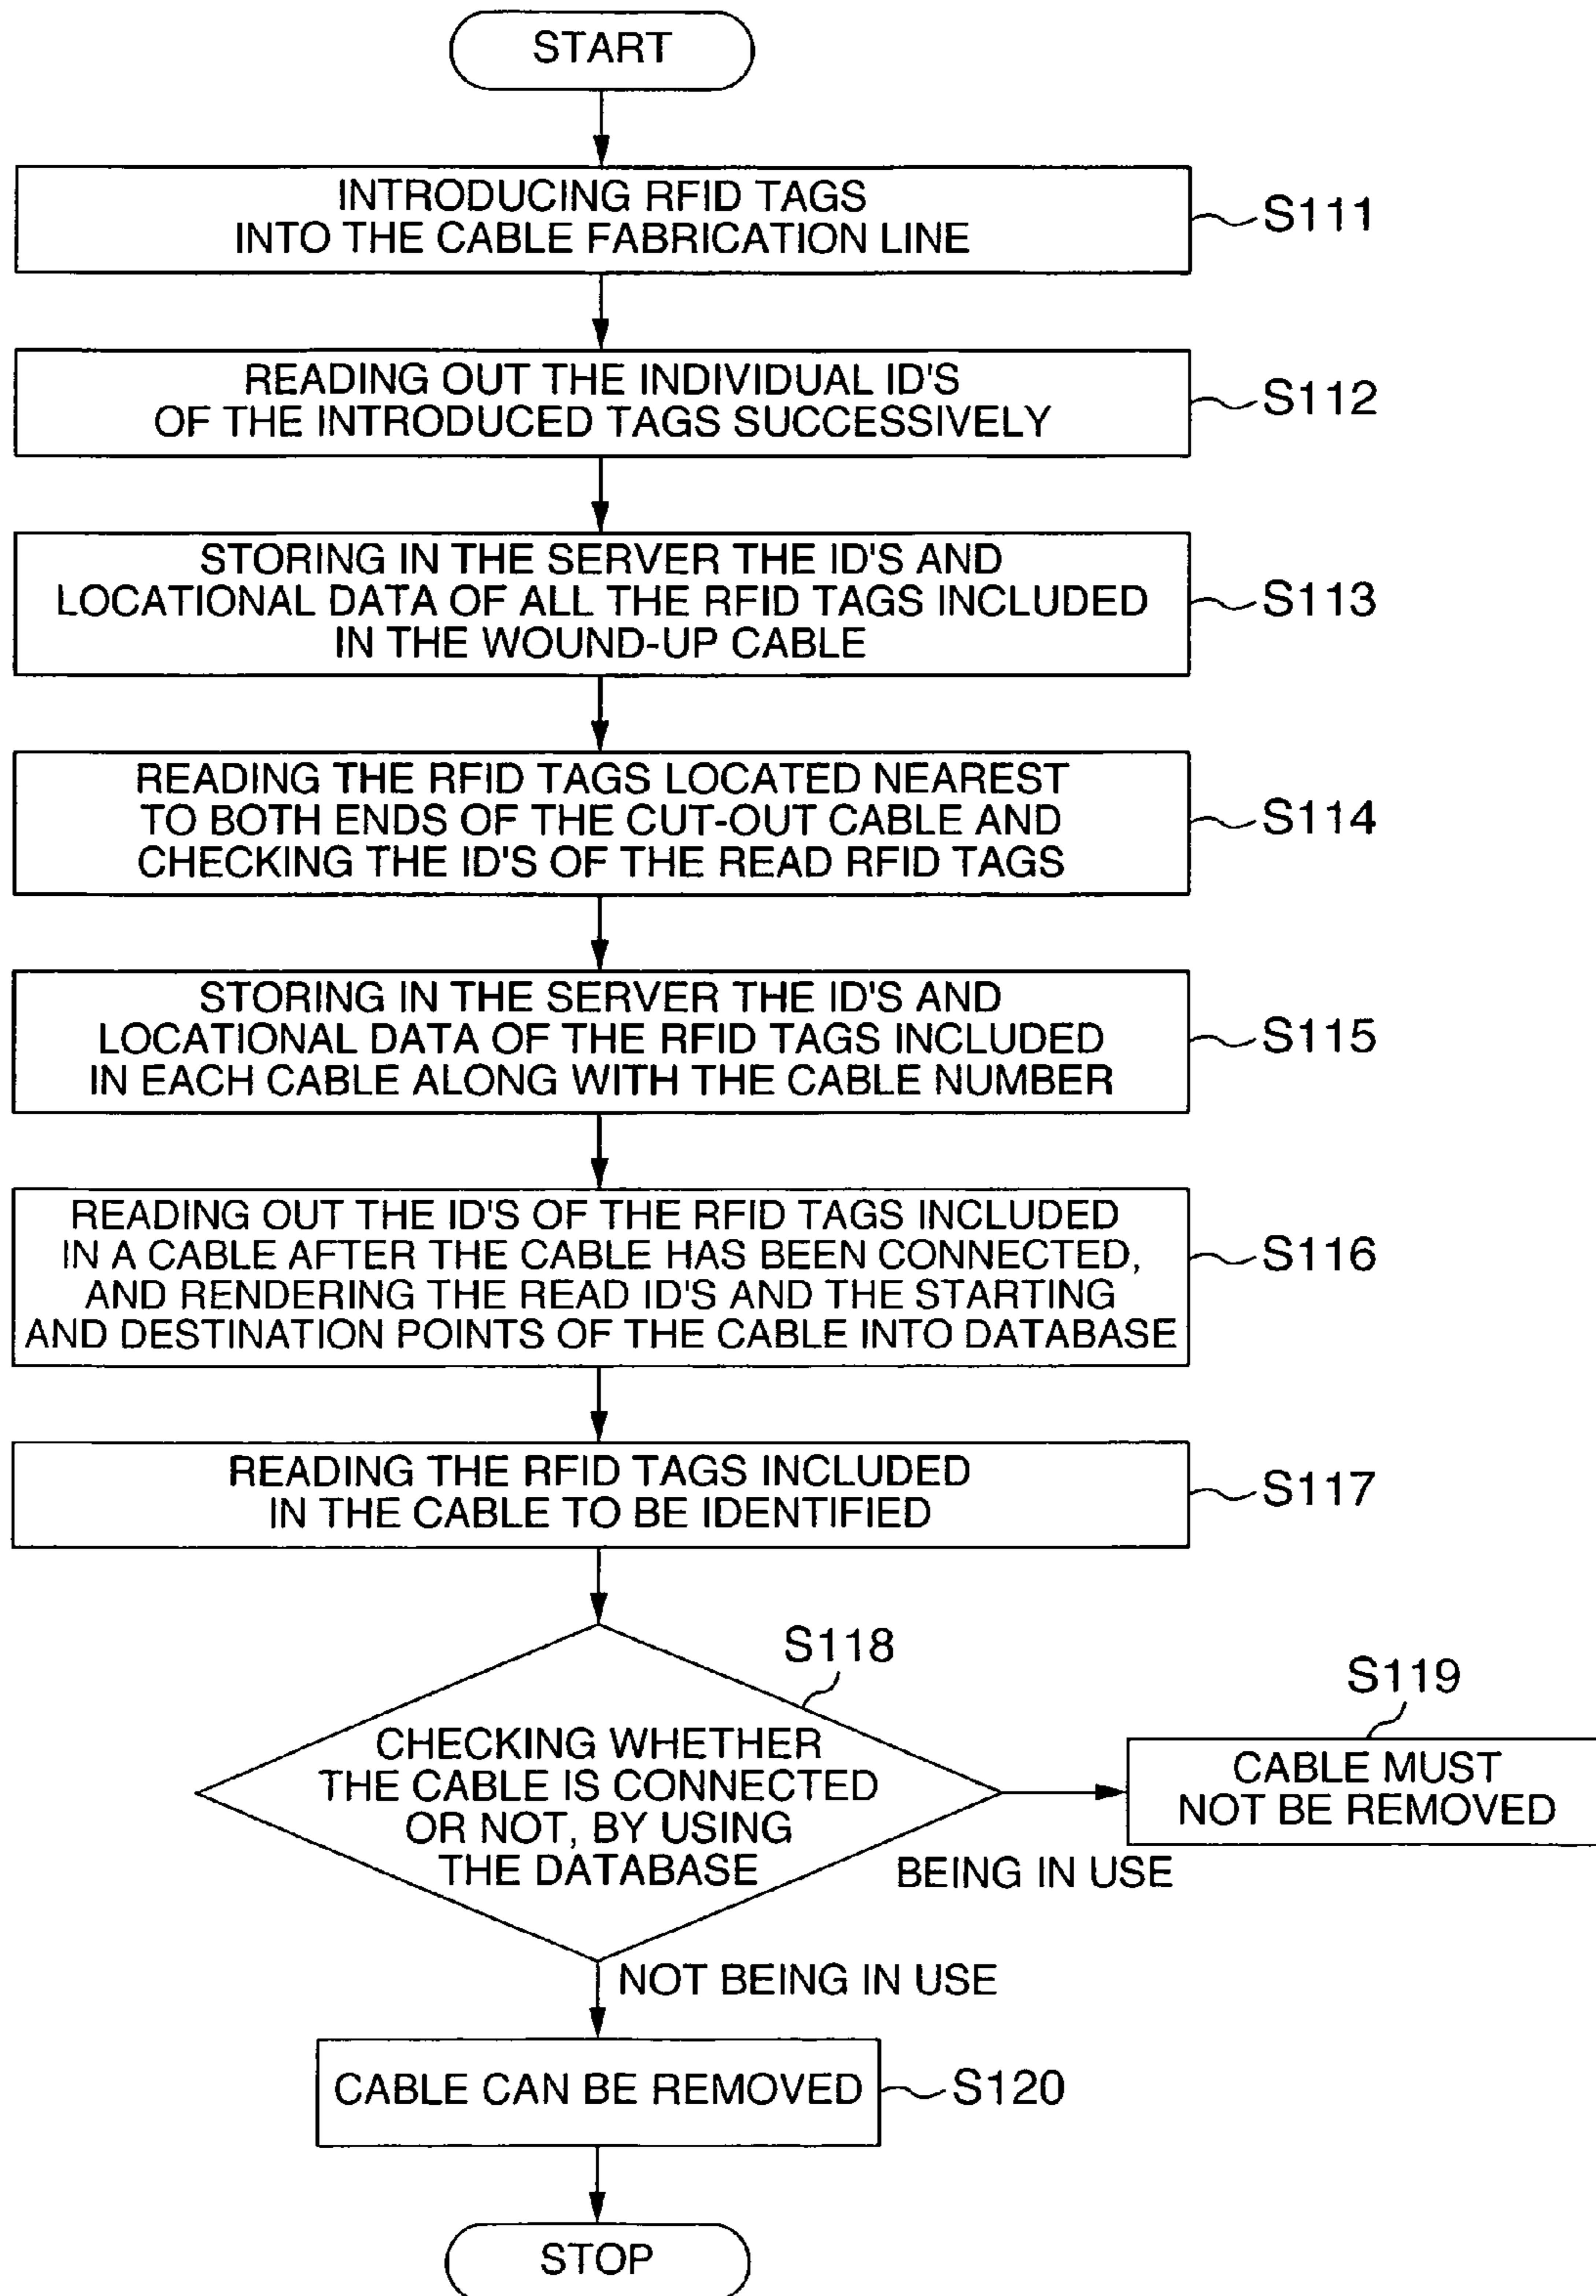 START
INTRODUCING RFID TAGS
INTO THE CABLE FABRICATION LINE
S111
READING OUT THE INDIVIDUAL ID'S
OF THE INTRODUCED TAGS SUCCESSIVELY
S112
STORING IN THE SERVER THE ID'S AND
LOCATIONAL DATA OF ALL THE RFID TAGS INCLUDED
IN THE WOUND-UP CABLE
S113
READING THE RFID TAGS LOCATED NEAREST
TO BOTH ENDS OF THE CUT-OUT CABLE AND
CHECKING THE ID'S OF THE READ RFID TAGS
S114
STORING IN THE SERVER THE ID'S AND
LOCATIONAL DATA OF THE RFID TAGS INCLUDED
IN EACH CABLE ALONG WITH THE CABLE NUMBER
S115
READING OUT THE ID'S OF THE RFID TAGS INCLUDED
IN A CABLE AFTER THE CABLE HAS BEEN CONNECTED,
AND RENDERING THE READ ID'S AND THE STARTING
AND DESTINATION POINTS OF THE CABLE INTO DATABASE
S116
READING THE RFID TAGS INCLUDED
IN THE CABLE TO BE IDENTIFIED
S117
S118
CHECKING WHETHER
THE CABLE IS CONNECTED
OR NOT, BY USING
THE DATABASE
S119
CABLE MUST
NOT BE REMOVED
BEING IN USE
NOT BEING IN USE
CABLE CAN BE REMOVED
S120
STOP